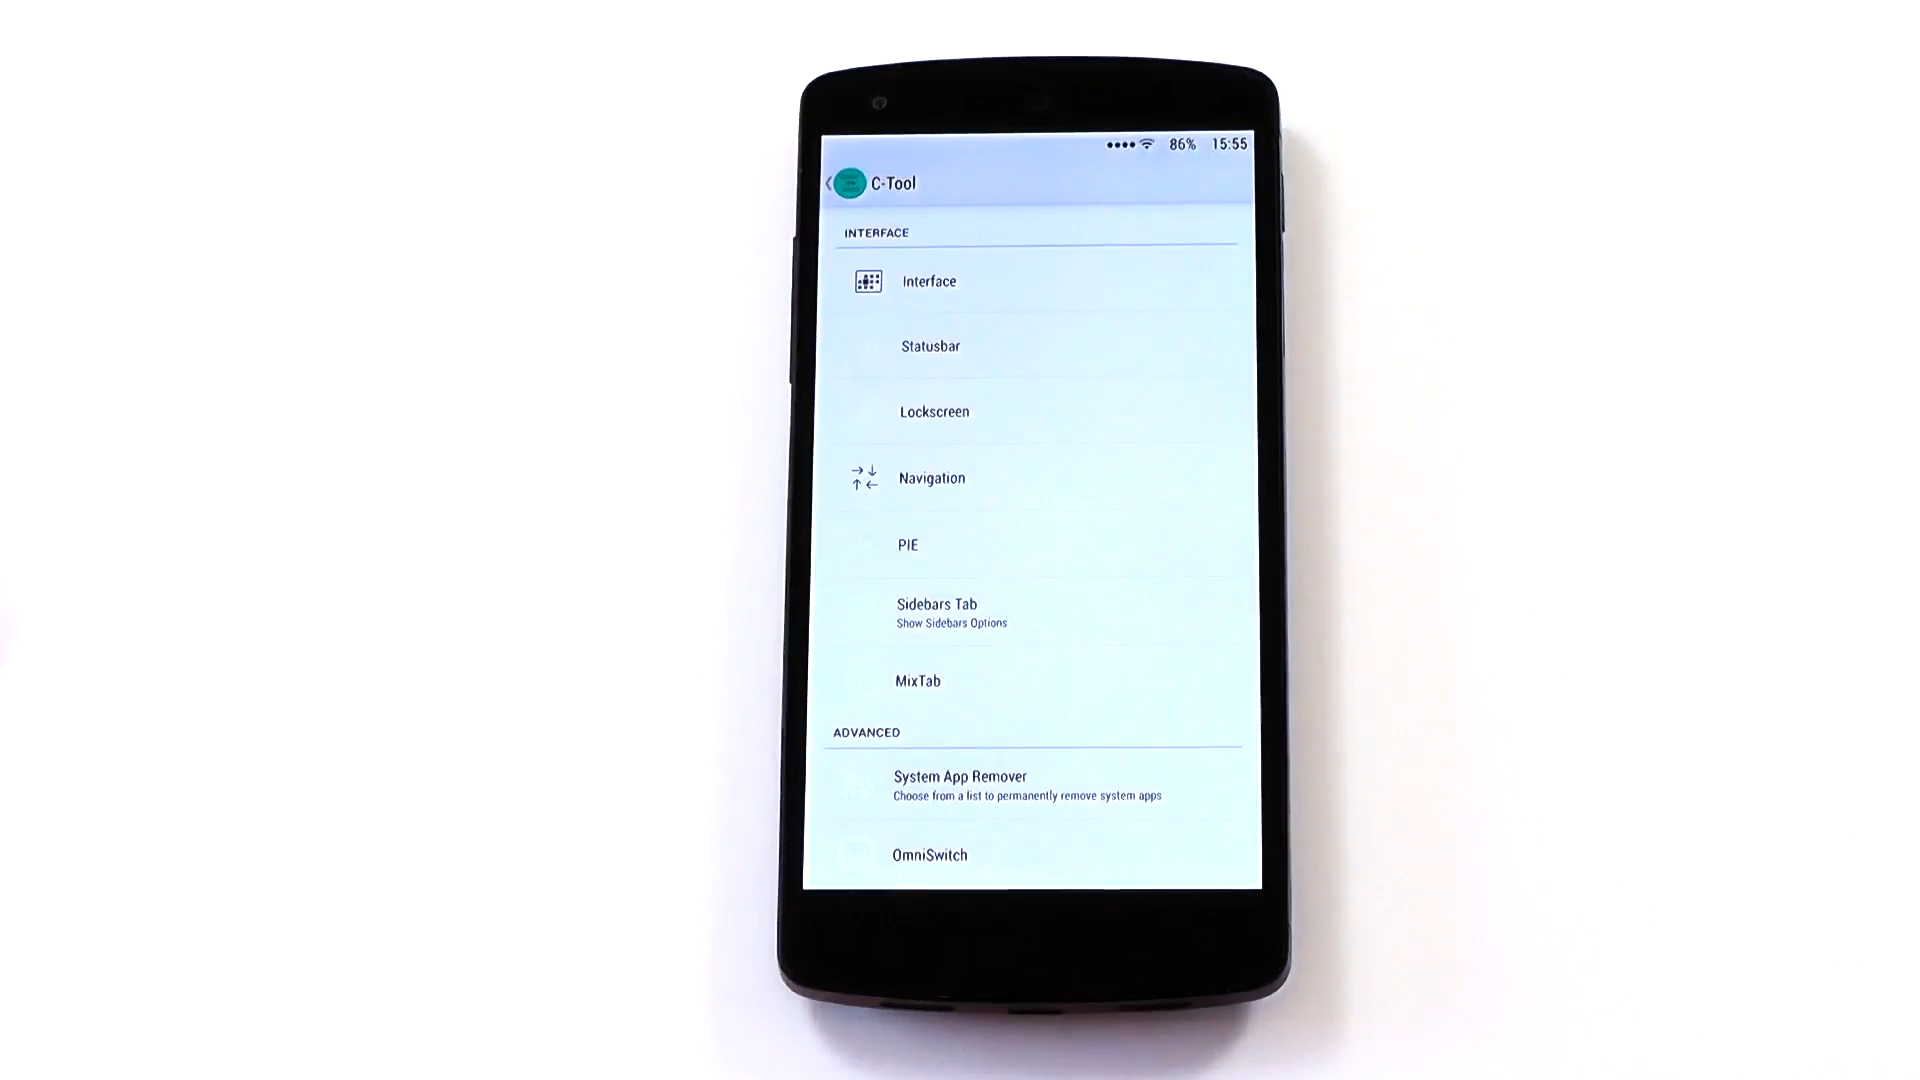 86% 15:55
C-Tool
INTERFACE
Interface
Statusbar
Lockscreen
Navigation
PIE
Sidebars Tab
Show Sidebars Options
MixTab
ADVANCED
System App Remover
Choose from a list to permanently remove system apps
OmniSwitch